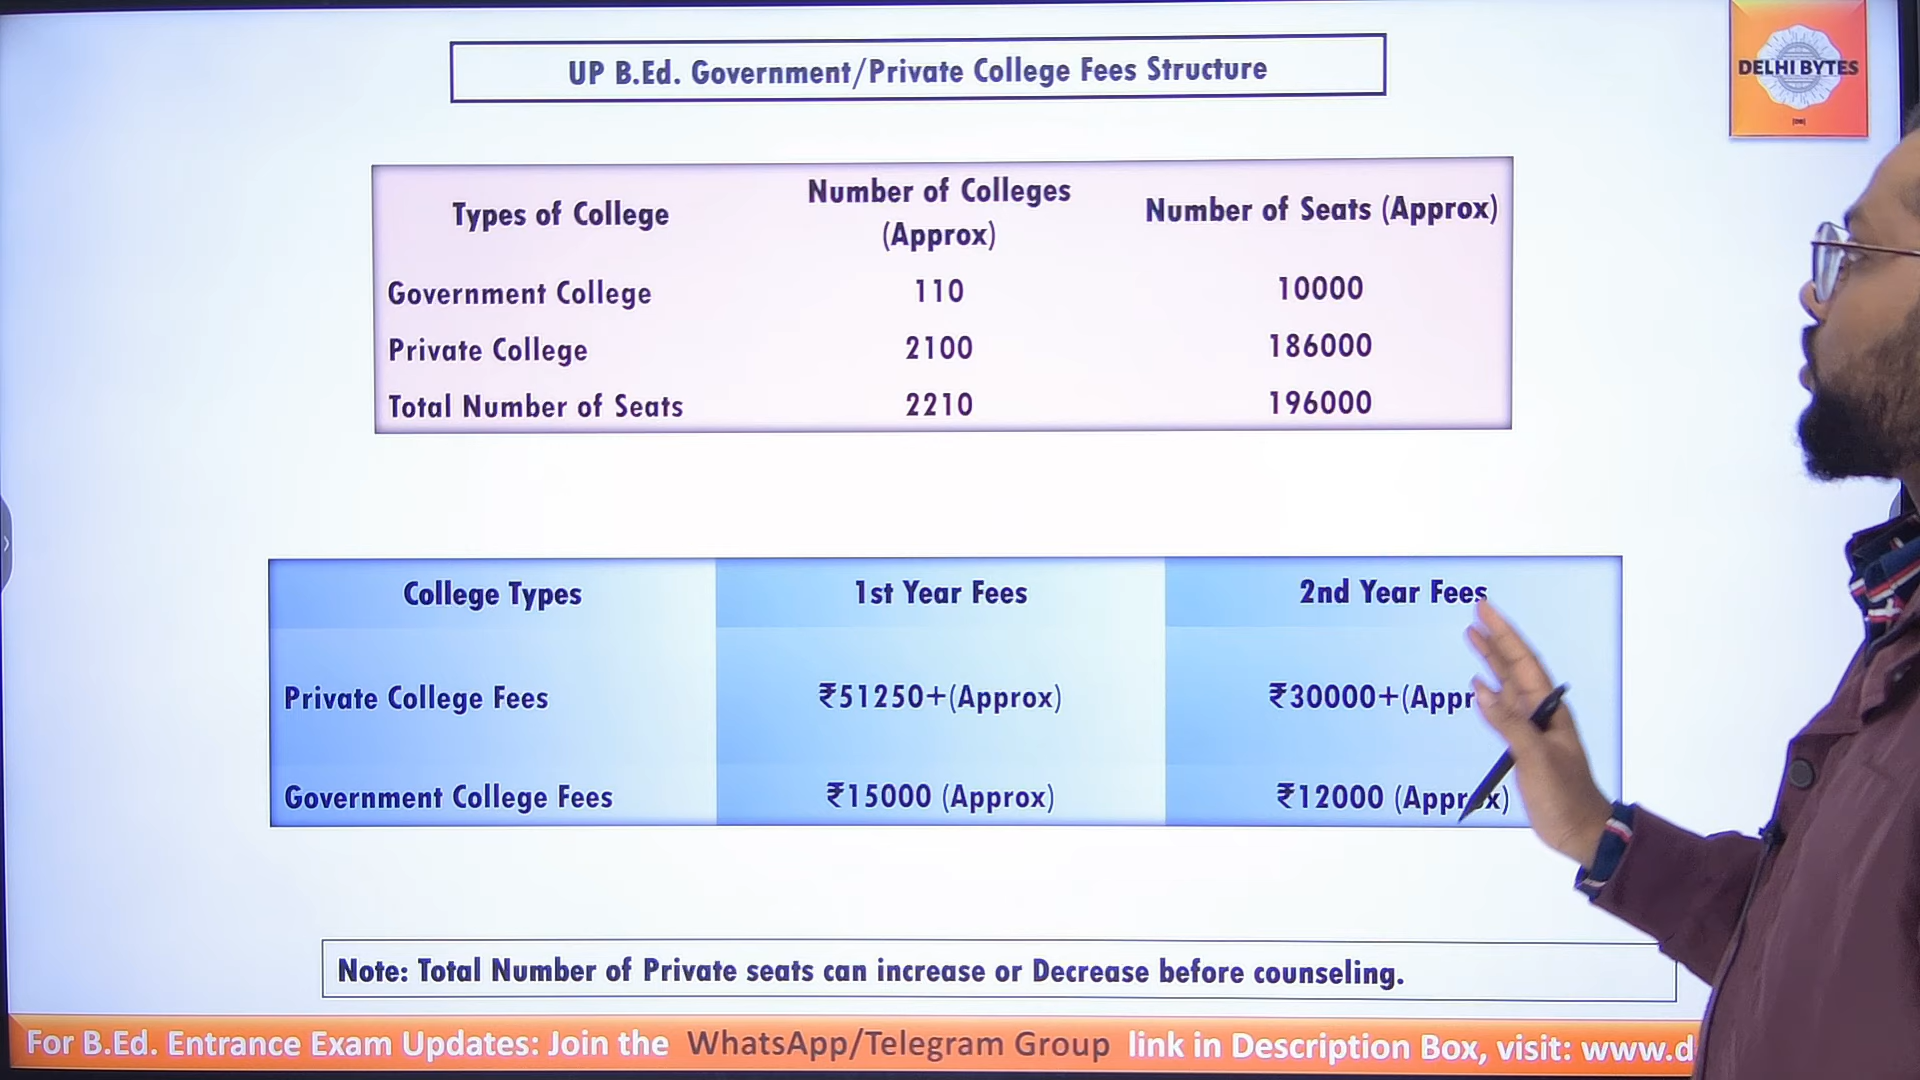 UP B.Ed. Government/Private College Fees Structure
DELHI BYTES
Types of College
Number of Colleges
(Approx)
Number of Seats (Approx)
Government College 110 10000
Private College 2100 186000
Total Number of Seats 2210 196000
College Types 1st Year Fees 2nd Year Fees
Private College Fees ₹51250+(Approx) ₹30000+(Appr
Government College Fees ₹15000 (Approx) ₹12000 (Approx)
Note: Total Number of Private seats can increase or Decrease before counseling.
For B.Ed. Entrance Exam Updates: Join the WhatsApp/Telegram Group link in Description Box, visit: www.d